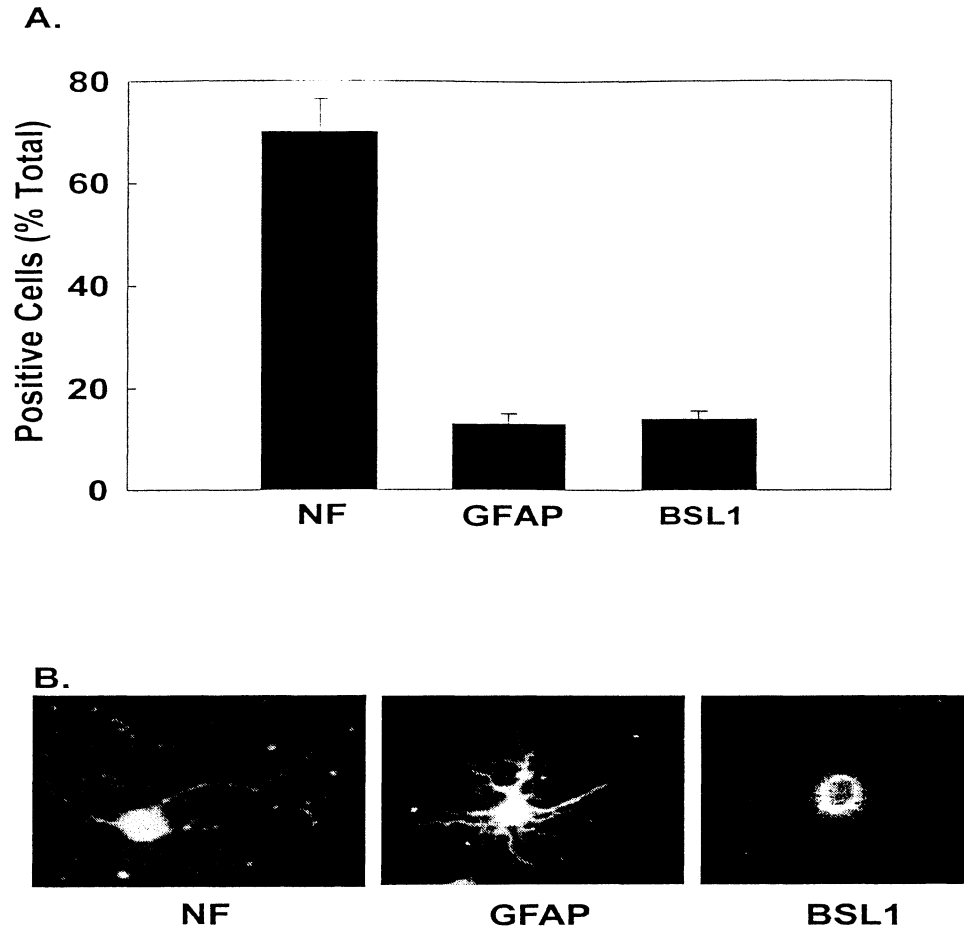 A.
Positive Cells (% Total)
80
60
40
20
0
NF GFAP BSL1
B.
NF GFAP BSL1